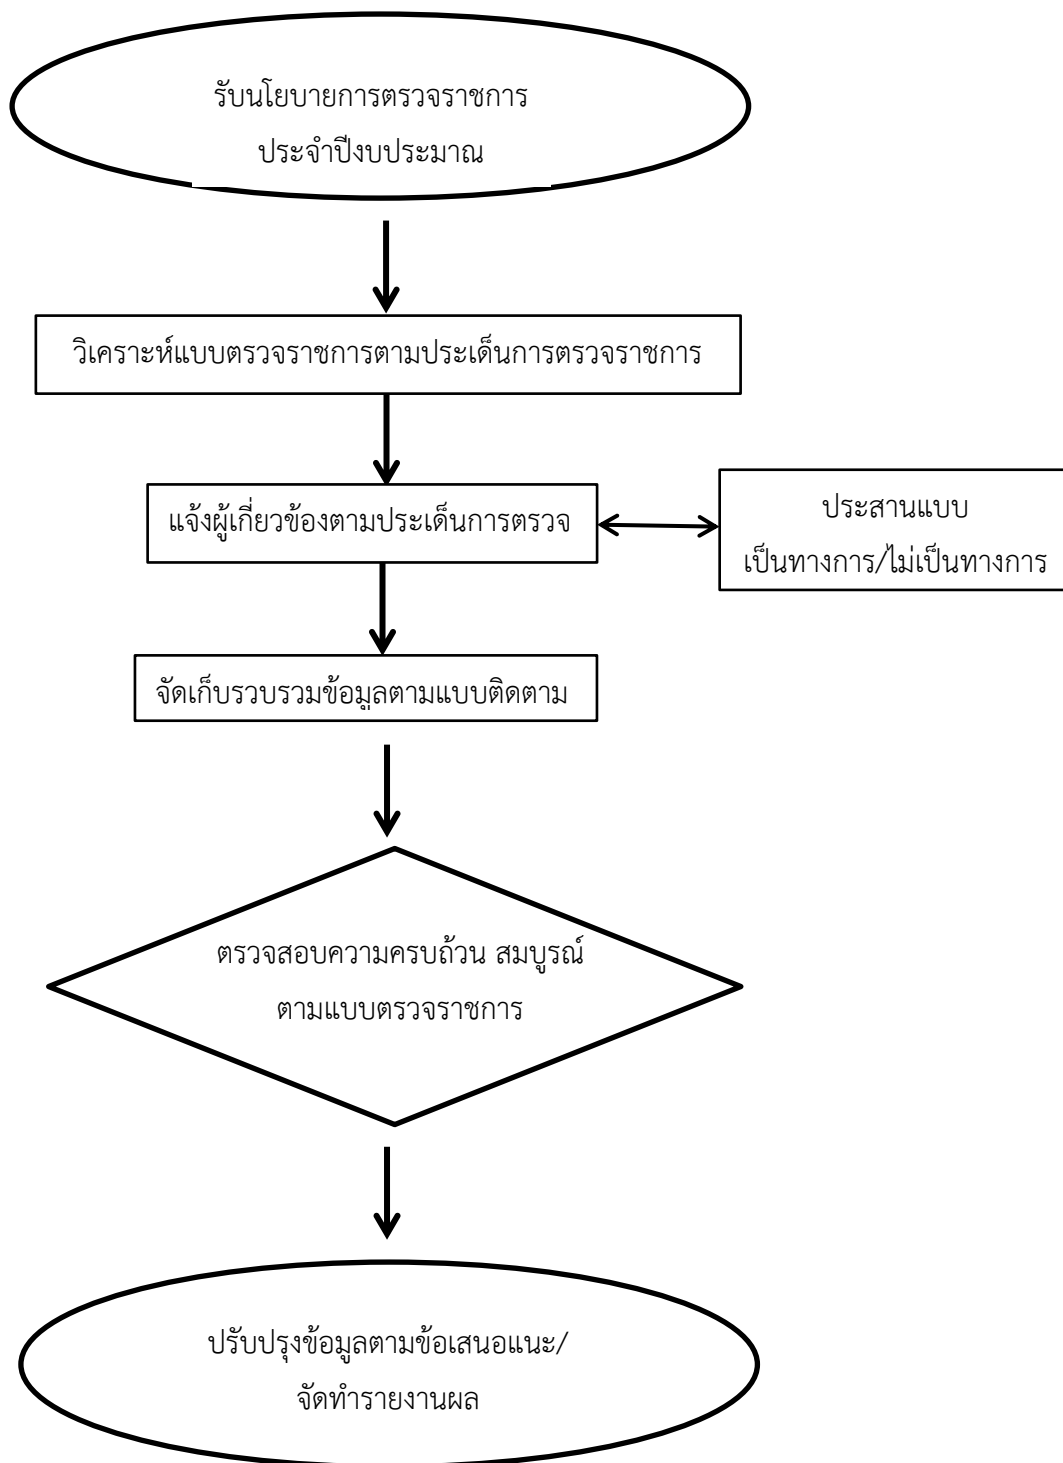 รับนโยบายการตรวจราชการ
ประจำปีงบประมาณ
วิเคราะห์แบบตรวจราชการตามประเด็นการตรวจราชการ
แจ้งผู้เกี่ยวข้องตามประเด็นการตรวจ
ประสานแบบ
เป็นทางการ/ไม่เป็นทางการ
จัดเก็บรวบรวมข้อมูลตามแบบติดตาม
ตรวจสอบความครบถ้วน สมบูรณ์
ตามแบบตรวจราชการ
ปรับปรุงข้อมูลตามข้อเสนอแนะ/
จัดทำรายงานผล